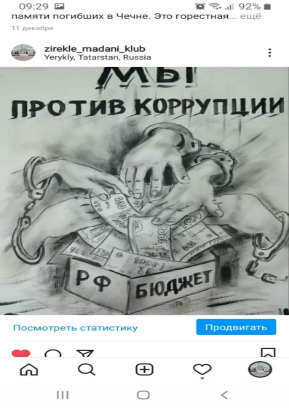 09:29
92%
памяти погибших в Чечне. Это горестная... ещё
11 декабря
zirekle_madani_klub
Yerykly, Tatarstan, Russia
МЫ
ПРОТИВ КОРРУПЦИИ
РФ БЮДЖЕТ
Посмотреть статистику
Продвигать